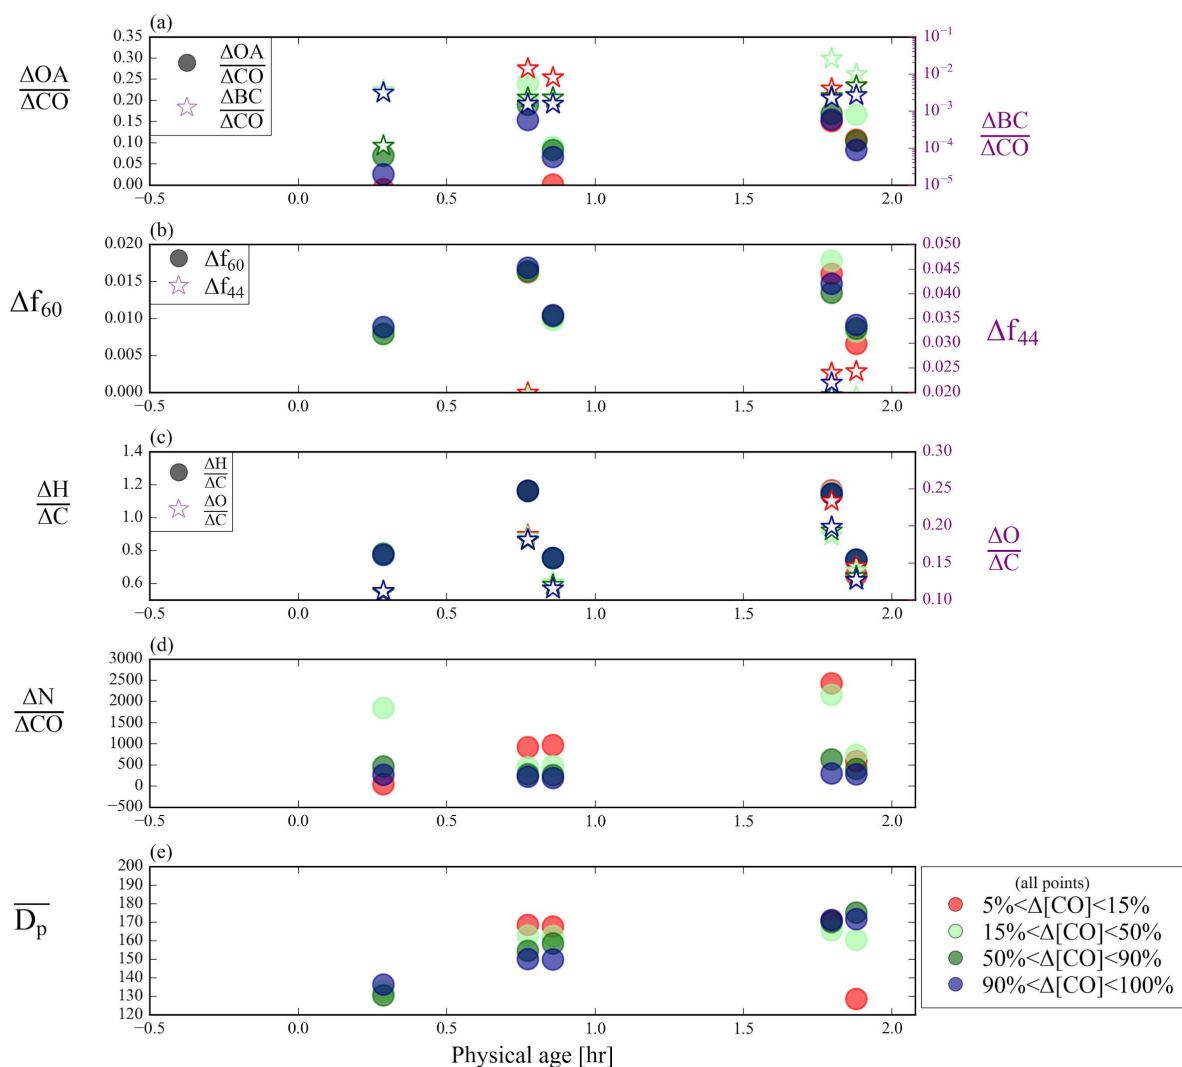 (a)
ΔOA
ΔCO
0.35
0.30
0.25
0.20
0.15
0.10
0.05
0.00
ΔOA
ΔCO
ΔBC
ΔCO
10⁻¹
10⁻²
10⁻³
10⁻⁴
10⁻⁵
ΔBC
ΔCO
−0.5 0.0 0.5 1.0 1.5 2.0
(b)
Δf₆₀
0.020
0.015
0.010
0.005
0.000
Δf₆₀
Δf₄₄
0.050
0.045
0.040
0.035
0.030
0.025
0.020
Δf₄₄
−0.5 0.0 0.5 1.0 1.5 2.0
(c)
ΔH
ΔC
1.4
1.2
1.0
0.8
0.6
ΔH
ΔC
ΔO
ΔC
0.30
0.25
0.20
0.15
0.10
ΔO
ΔC
−0.5 0.0 0.5 1.0 1.5 2.0
(d)
ΔN
ΔCO
3000
2500
2000
1500
1000
500
0
−500
−0.5 0.0 0.5 1.0 1.5 2.0
(e)
D̅ₚ
200
190
180
170
160
150
140
130
120
−0.5 0.0 0.5 1.0 1.5 2.0
Physical age [hr]
(all points)
5%<Δ[CO]<15%
15%<Δ[CO]<50%
50%<Δ[CO]<90%
90%<Δ[CO]<100%